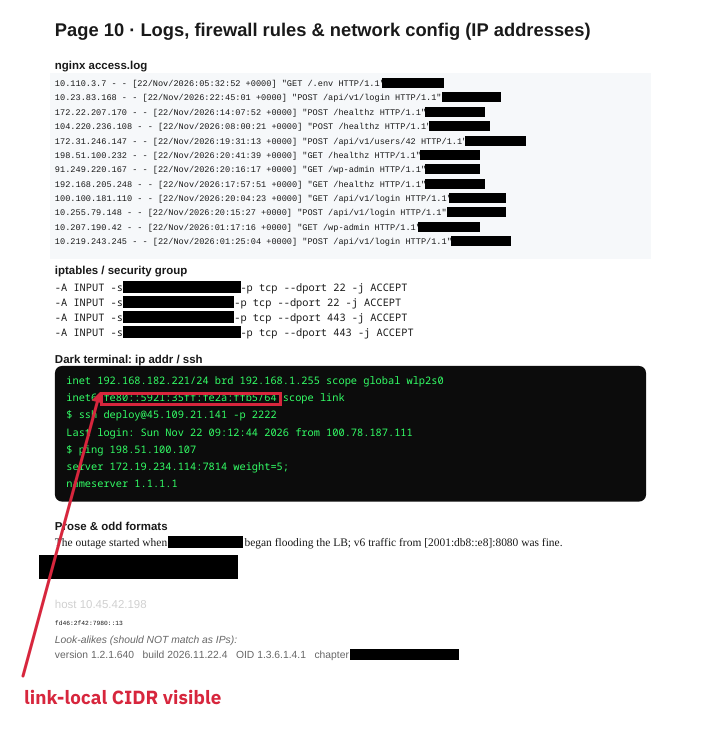 Page 10 · Logs, firewall rules & network config (IP addresses)
nginx access.log
10.110.3.7 - - [22/Nov/2026:05:32:52 +0000] "GET /.env HTTP/1.1"
10.23.83.168 - - [22/Nov/2026:22:45:01 +0000] "POST /api/v1/login HTTP/1.1"
172.22.207.170 - - [22/Nov/2026:14:07:52 +0000] "POST /healthz HTTP/1.1"
104.220.236.108 - - [22/Nov/2026:08:00:21 +0000] "POST /healthz HTTP/1.1"
172.31.246.147 - - [22/Nov/2026:19:31:13 +0000] "POST /api/v1/users/42 HTTP/1.1"
198.51.100.232 - - [22/Nov/2026:20:41:39 +0000] "GET /healthz HTTP/1.1"
91.249.220.167 - - [22/Nov/2026:20:16:17 +0000] "GET /wp-admin HTTP/1.1"
192.168.205.248 - - [22/Nov/2026:17:57:51 +0000] "GET /healthz HTTP/1.1"
100.100.181.110 - - [22/Nov/2026:20:04:23 +0000] "GET /api/v1/login HTTP/1.1"
10.255.79.148 - - [22/Nov/2026:20:15:27 +0000] "POST /api/v1/login HTTP/1.1"
10.207.190.42 - - [22/Nov/2026:01:17:16 +0000] "GET /wp-admin HTTP/1.1"
10.219.243.245 - - [22/Nov/2026:01:25:04 +0000] "POST /api/v1/login HTTP/1.1"
iptables / security group
-A INPUT -s -p tcp --dport 22 -j ACCEPT
-A INPUT -s -p tcp --dport 22 -j ACCEPT
-A INPUT -s -p tcp --dport 443 -j ACCEPT
-A INPUT -s -p tcp --dport 443 -j ACCEPT
Dark terminal: ip addr / ssh
inet 192.168.182.221/24 brd 192.168.1.255 scope global wlp2s0
inet6 fe80::5921:35ff:fe2a:ffb5/64 scope link
$ ssh deploy@45.109.21.141 -p 2222
Last login: Sun Nov 22 09:12:44 2026 from 100.78.187.111
$ ping 198.51.100.107
server 172.19.234.114:7814 weight=5;
nameserver 1.1.1.1
Prose & odd formats
The outage started when began flooding the LB; v6 traffic from [2001:db8::e8]:8080 was fine.
host 10.45.42.198
fd46:2f42:7980::13
Look-alikes (should NOT match as IPs):
version 1.2.1.640 build 2026.11.22.4 OID 1.3.6.1.4.1 chapter
link-local CIDR visible